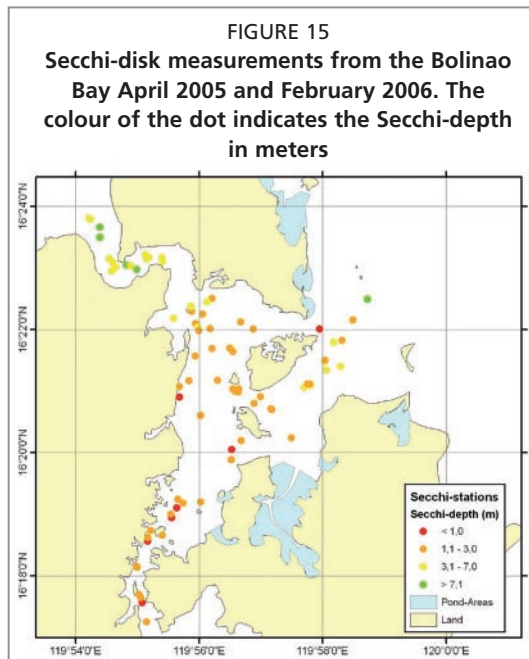 FIGURE 15
Secchi-disk measurements from the Bolinao
Bay April 2005 and February 2006. The
colour of the dot indicates the Secchi-depth
in meters
16°24'0"N
16°22'0"N
16°20'0"N
16°18'0"N
Secchi-stations
Secchi-depth (m)
< 1,0
1,1 - 3,0
3,1 - 7,0
> 7,1
Pond-Areas
Land
119°54'0"E 119°56'0"E 119°58'0"E 120°0'0"E